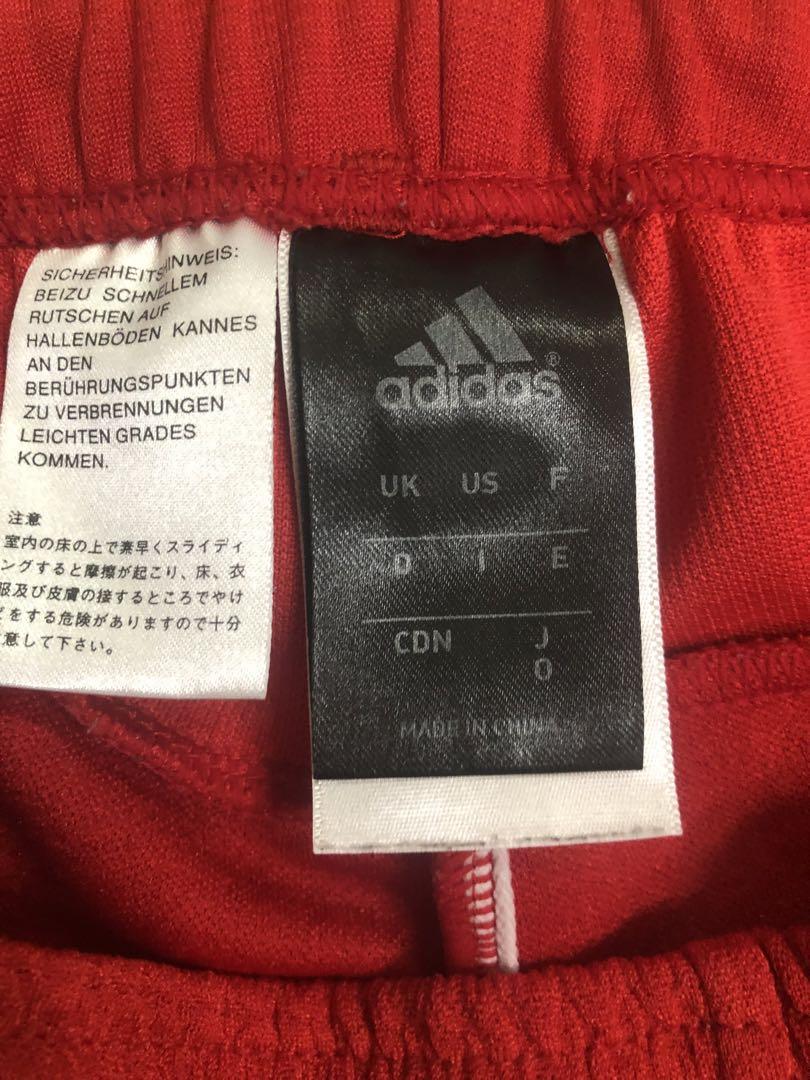 SICHERHEITSHINWEIS:
BEIZU SCHNELLEM
RUTSCHEN AUF
HALLENBÖDEN KANNES
AN DEN
BERÜHRUNGSPUNKTEN
ZU VERBRENNUNGEN
LEICHTEN GRADES
KOMMEN.
注意
室内の床の上で素早くスライディ
ングすると摩擦が起こり、床、衣
服及び皮膚の接するところでやけ
どをする危険がありますので十分
意して下さい。
adidas®
UK US F
D I E
CDN J
O
MADE IN CHINA